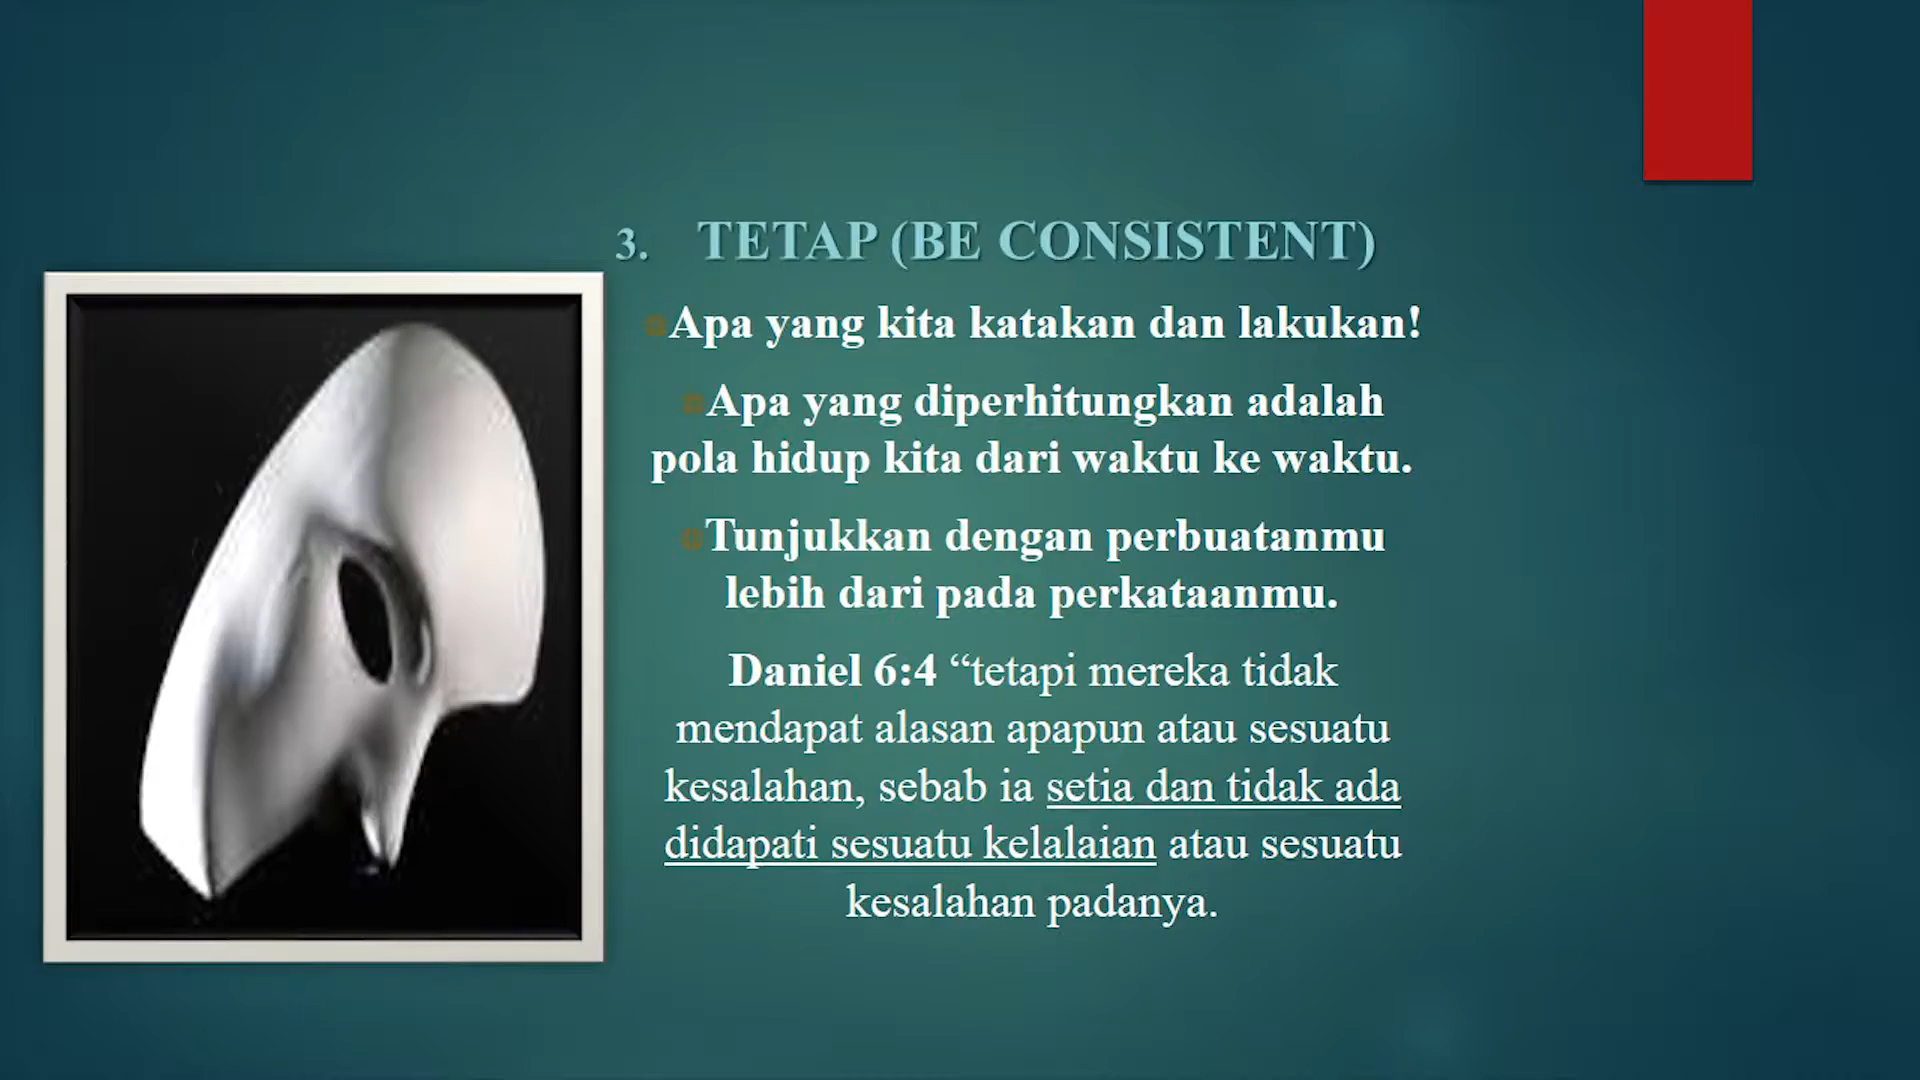 3. TETAP (BE CONSISTENT)
Apa yang kita katakan dan lakukan!
Apa yang diperhitungkan adalah
pola hidup kita dari waktu ke waktu.
Tunjukkan dengan perbuatanmu
lebih dari pada perkataanmu.
Daniel 6:4 “tetapi mereka tidak
mendapat alasan apapun atau sesuatu
kesalahan, sebab ia setia dan tidak ada
didapati sesuatu kelalaian atau sesuatu
kesalahan padanya.